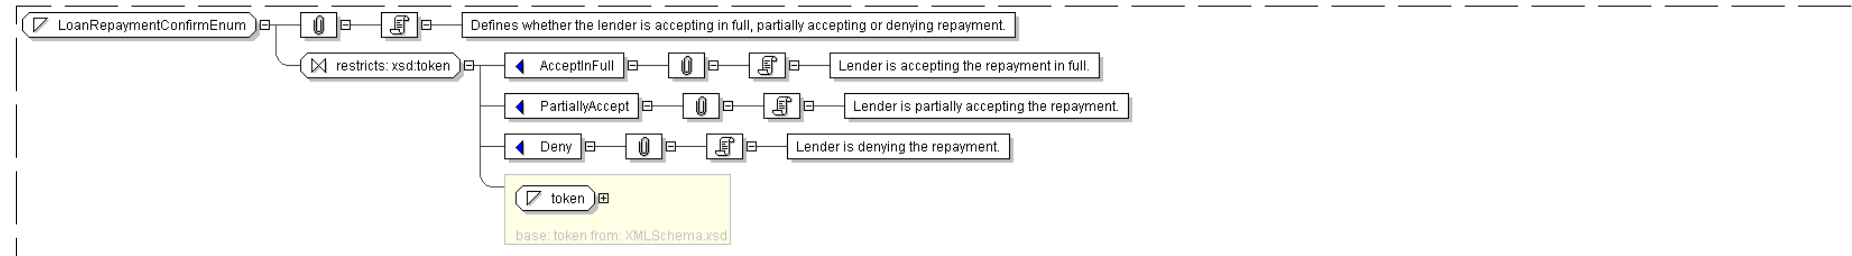 LoanRepaymentConfirmEnum Defines whether the lender is accepting in full, partially accepting or denying repayment.
restricts: xsd:token AcceptInFull Lender is accepting the repayment in full.
PartiallyAccept Lender is partially accepting the repayment.
Deny Lender is denying the repayment.
token
base: token from: XMLSchema.xsd